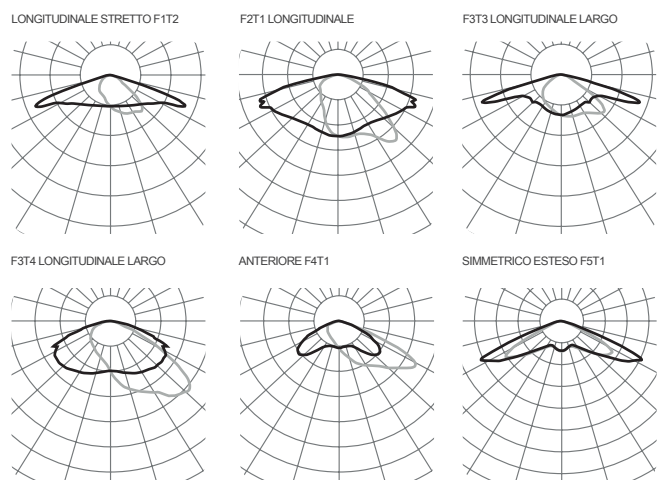 LONGITUDINALE STRETTO F1T2
F2T1 LONGITUDINALE
F3T3 LONGITUDINALE LARGO
F3T4 LONGITUDINALE LARGO
ANTERIORE F4T1
SIMMETRICO ESTESO F5T1